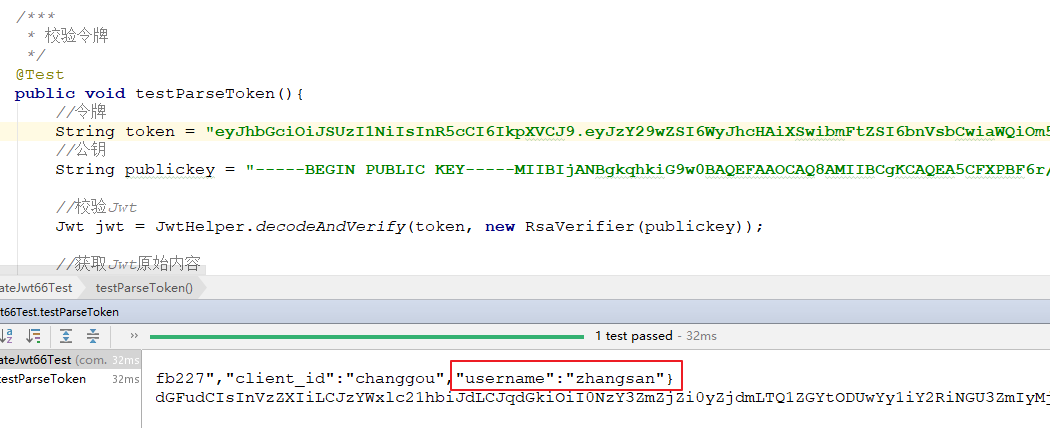 /***
* 校验令牌
*/
@Test
public void testParseToken(){
//令牌
String token = "eyJhbGciOiJSUzI1NiIsInR5cCI6IkpXVCJ9.eyJzY29wZSI6WyJhcHAiXSwibmFtZSI6bnVsbCwiaWQiOm5
//公钥
String publickey = "-----BEGIN PUBLIC KEY-----MIIBIjANBgkqhkiG9w0BAQEFAAOCAQ8AMIIBCgKCAQEA5CFXPBF6r/
//校验Jwt
Jwt jwt = JwtHelper.decodeAndVerify(token, new RsaVerifier(publickey));
//获取Jwt原始内容
ateJwt66Test testParseToken()
t66Test.testParseToken
1 test passed - 32ms
ateJwt66Test (com. 32ms
testParseToken 32ms
fb227","client_id":"changgou","username":"zhangsan"}
dGFudCIsInVzZXIiLCJzYWxlc21hbiJdLCJqdGkiOiI0NzY3ZmZjZi0yZjdmLTQ1ZGYtODUwYy1iY2RiNGU3ZmIyMj